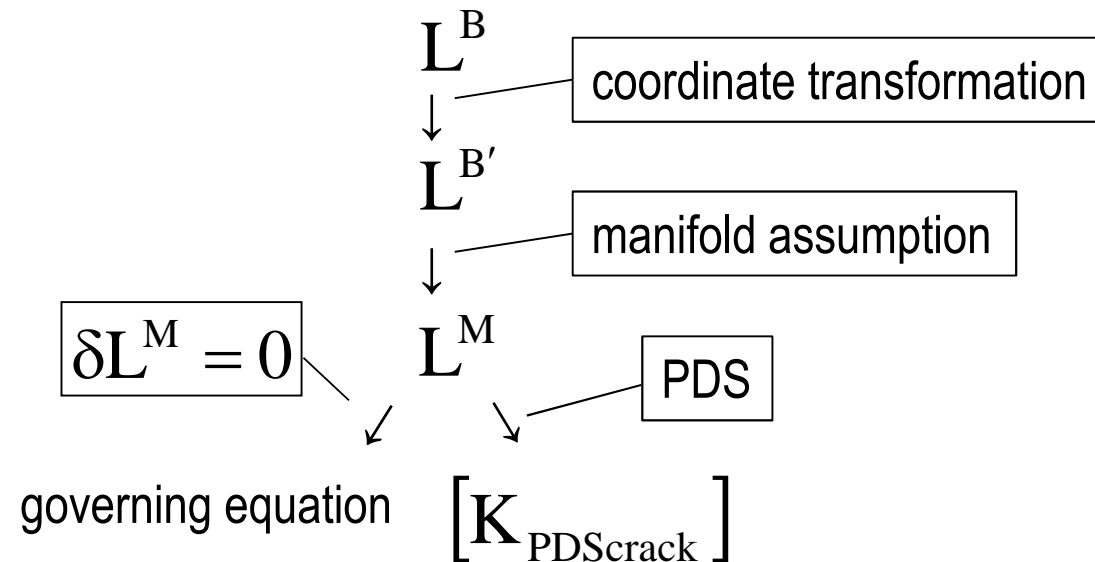 L^B
↓
coordinate transformation
L^B′
↓
manifold assumption
δL^M = 0
L^M
PDS
↙ ↘
governing equation
[K_PDScrack]